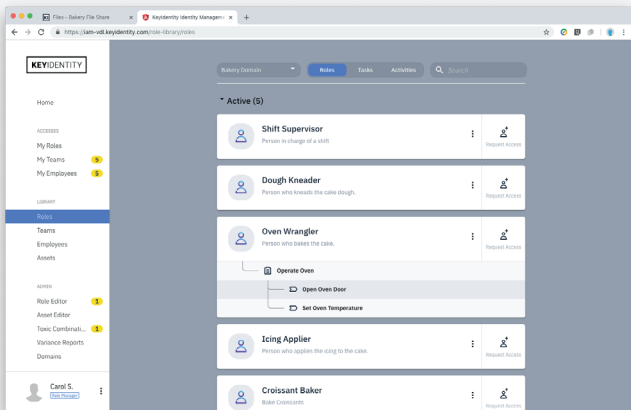 Files – Bakery File Share
KeyIdentity Identity Managem
https://iam-vdl.keyidentity.com/role-library/roles
KEYIDENTITY
Home
ACCESSES
My Roles
My Teams 5
My Employees 5
LIBRARY
Roles
Teams
Employees
Assets
ADMIN
Role Editor 1
Asset Editor
Toxic Combinati... 1
Variance Reports
Domains
Carol S.
Role Manager
Bakery Domain
Roles Tasks Activities
Search
Active (5)
Shift Supervisor
Person in charge of a shift
Request Access
Dough Kneader
Person who kneads the cake dough.
Request Access
Oven Wrangler
Person who bakes the cake.
Request Access
Operate Oven
Open Oven Door
Set Oven Temperature
Icing Applier
Person who applies the icing to the cake.
Request Access
Croissant Baker
Bake Croissants
Request Access